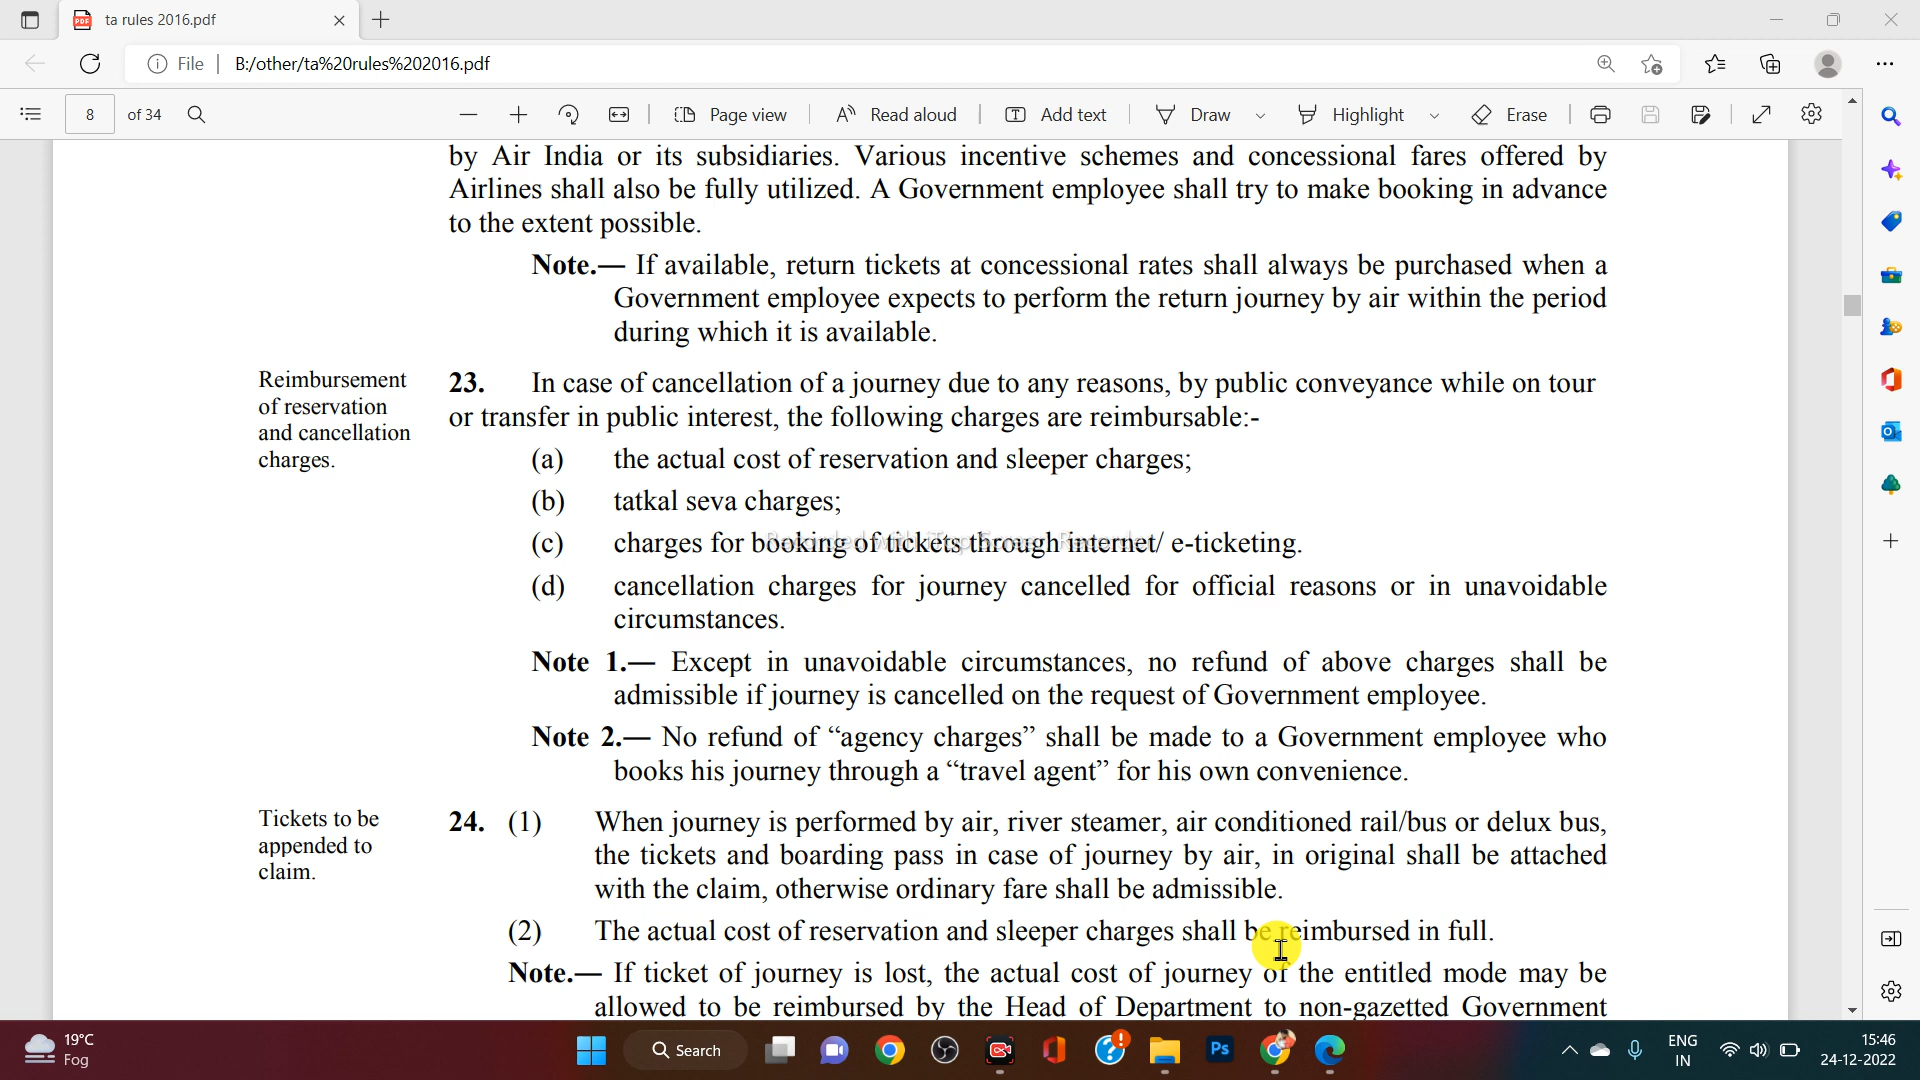 ta rules 2016.pdf
File
B:/other/ta%20rules%202016.pdf
8 of 34
Page view
Read aloud
Add text
Draw
Highlight
Erase
by Air India or its subsidiaries. Various incentive schemes and concessional fares offered by
Airlines shall also be fully utilized. A Government employee shall try to make booking in advance
to the extent possible.
Note.— If available, return tickets at concessional rates shall always be purchased when a
Government employee expects to perform the return journey by air within the period
during which it is available.
Reimbursement
of reservation
and cancellation
charges.
23. In case of cancellation of a journey due to any reasons, by public conveyance while on tour
or transfer in public interest, the following charges are reimbursable:-
(a) the actual cost of reservation and sleeper charges;
(b) tatkal seva charges;
(c) charges for booking of tickets through internet/ e-ticketing.
Recorded with iTop Screen Recorder
(d) cancellation charges for journey cancelled for official reasons or in unavoidable
circumstances.
Note 1.— Except in unavoidable circumstances, no refund of above charges shall be
admissible if journey is cancelled on the request of Government employee.
Note 2.— No refund of “agency charges” shall be made to a Government employee who
books his journey through a “travel agent” for his own convenience.
Tickets to be
appended to
claim.
24. (1) When journey is performed by air, river steamer, air conditioned rail/bus or delux bus,
the tickets and boarding pass in case of journey by air, in original shall be attached
with the claim, otherwise ordinary fare shall be admissible.
(2) The actual cost of reservation and sleeper charges shall be reimbursed in full.
Note.— If ticket of journey is lost, the actual cost of journey of the entitled mode may be
allowed to be reimbursed by the Head of Department to non-gazetted Government
19°C
Fog
Search
Ps
ENG
IN
15:46
24-12-2022